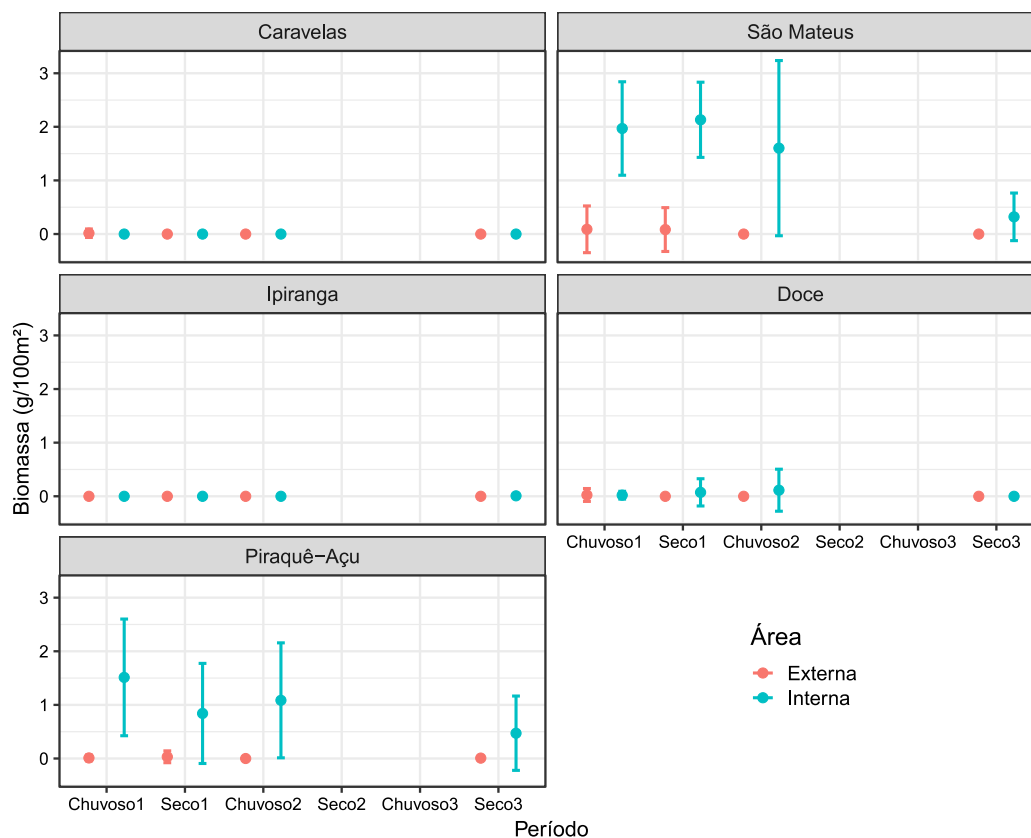 Caravelas
São Mateus
3
2
1
0
Ipiranga
Doce
3
2
1
0
Chuvoso1 Seco1 Chuvoso2 Seco2 Chuvoso3 Seco3
Piraquê−Açu
3
2
1
0
Chuvoso1 Seco1 Chuvoso2 Seco2 Chuvoso3 Seco3
Biomassa (g/100m²)
Período
Área
Externa
Interna